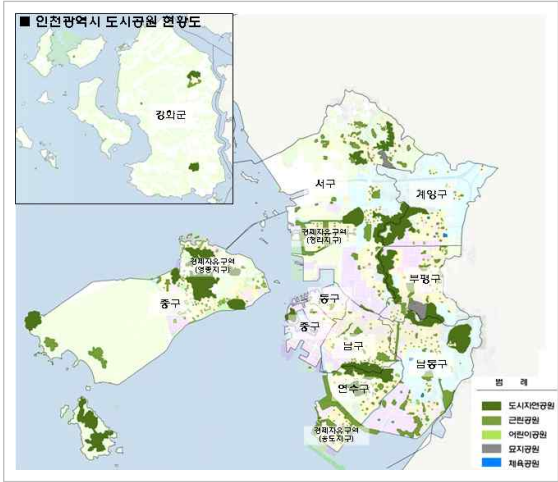 ■ 인천광역시 도시공원 현황도
강화군
서구
계양구
경제자유구역
(청라지구)
경제자유구역
(영종지구)
부평구
중구
동구
중구
남구
남동구
연수구
경제자유구역
(송도지구)
범 례
도시자연공원
근린공원
어린이공원
묘지공원
체육공원